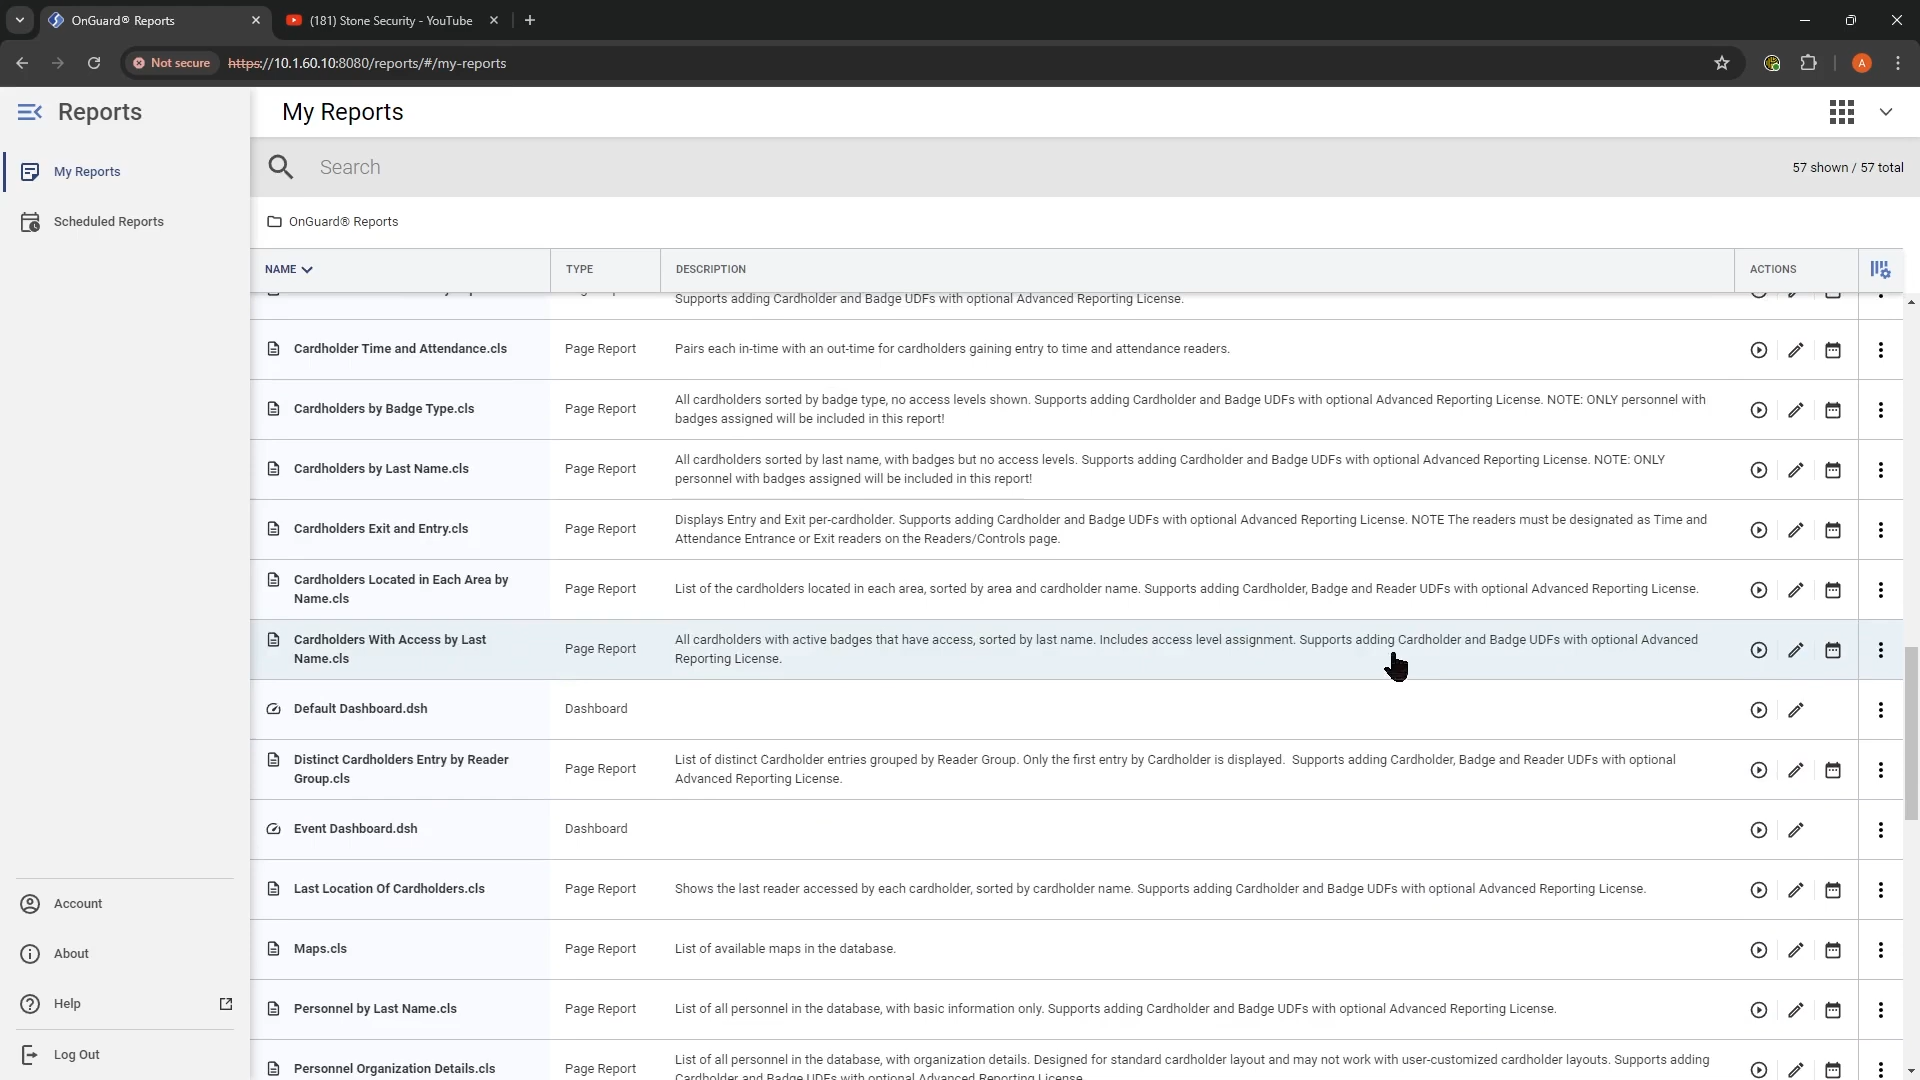 OnGuard® Reports
(181) Stone Security - YouTube
Not secure
https://10.1.60.10:8080/reports/#/my-reports
A
Reports
My Reports
My Reports
Scheduled Reports
Search
57 shown / 57 total
OnGuard® Reports
NAME
TYPE
DESCRIPTION
ACTIONS
Supports adding Cardholder and Badge UDFs with optional Advanced Reporting License.
Cardholder Time and Attendance.cls
Page Report
Pairs each in-time with an out-time for cardholders gaining entry to time and attendance readers.
Cardholders by Badge Type.cls
Page Report
All cardholders sorted by badge type, no access levels shown. Supports adding Cardholder and Badge UDFs with optional Advanced Reporting License. NOTE: ONLY personnel with
badges assigned will be included in this report!
Cardholders by Last Name.cls
Page Report
All cardholders sorted by last name, with badges but no access levels. Supports adding Cardholder and Badge UDFs with optional Advanced Reporting License. NOTE: ONLY
personnel with badges assigned will be included in this report!
Cardholders Exit and Entry.cls
Page Report
Displays Entry and Exit per-cardholder. Supports adding Cardholder and Badge UDFs with optional Advanced Reporting License. NOTE The readers must be designated as Time and
Attendance Entrance or Exit readers on the Readers/Controls page.
Cardholders Located in Each Area by
Name.cls
Page Report
List of the cardholders located in each area, sorted by area and cardholder name. Supports adding Cardholder, Badge and Reader UDFs with optional Advanced Reporting License.
Cardholders With Access by Last
Name.cls
Page Report
All cardholders with active badges that have access, sorted by last name. Includes access level assignment. Supports adding Cardholder and Badge UDFs with optional Advanced
Reporting License.
Default Dashboard.dsh
Dashboard
Distinct Cardholders Entry by Reader
Group.cls
Page Report
List of distinct Cardholder entries grouped by Reader Group. Only the first entry by Cardholder is displayed. Supports adding Cardholder, Badge and Reader UDFs with optional
Advanced Reporting License.
Event Dashboard.dsh
Dashboard
Last Location Of Cardholders.cls
Page Report
Shows the last reader accessed by each cardholder, sorted by cardholder name. Supports adding Cardholder and Badge UDFs with optional Advanced Reporting License.
Maps.cls
Page Report
List of available maps in the database.
Personnel by Last Name.cls
Page Report
List of all personnel in the database, with basic information only. Supports adding Cardholder and Badge UDFs with optional Advanced Reporting License.
Personnel Organization Details.cls
Page Report
List of all personnel in the database, with organization details. Designed for standard cardholder layout and may not work with user-customized cardholder layouts. Supports adding
Cardholder and Badge UDFs with optional Advanced Reporting License
Account
About
Help
Log Out